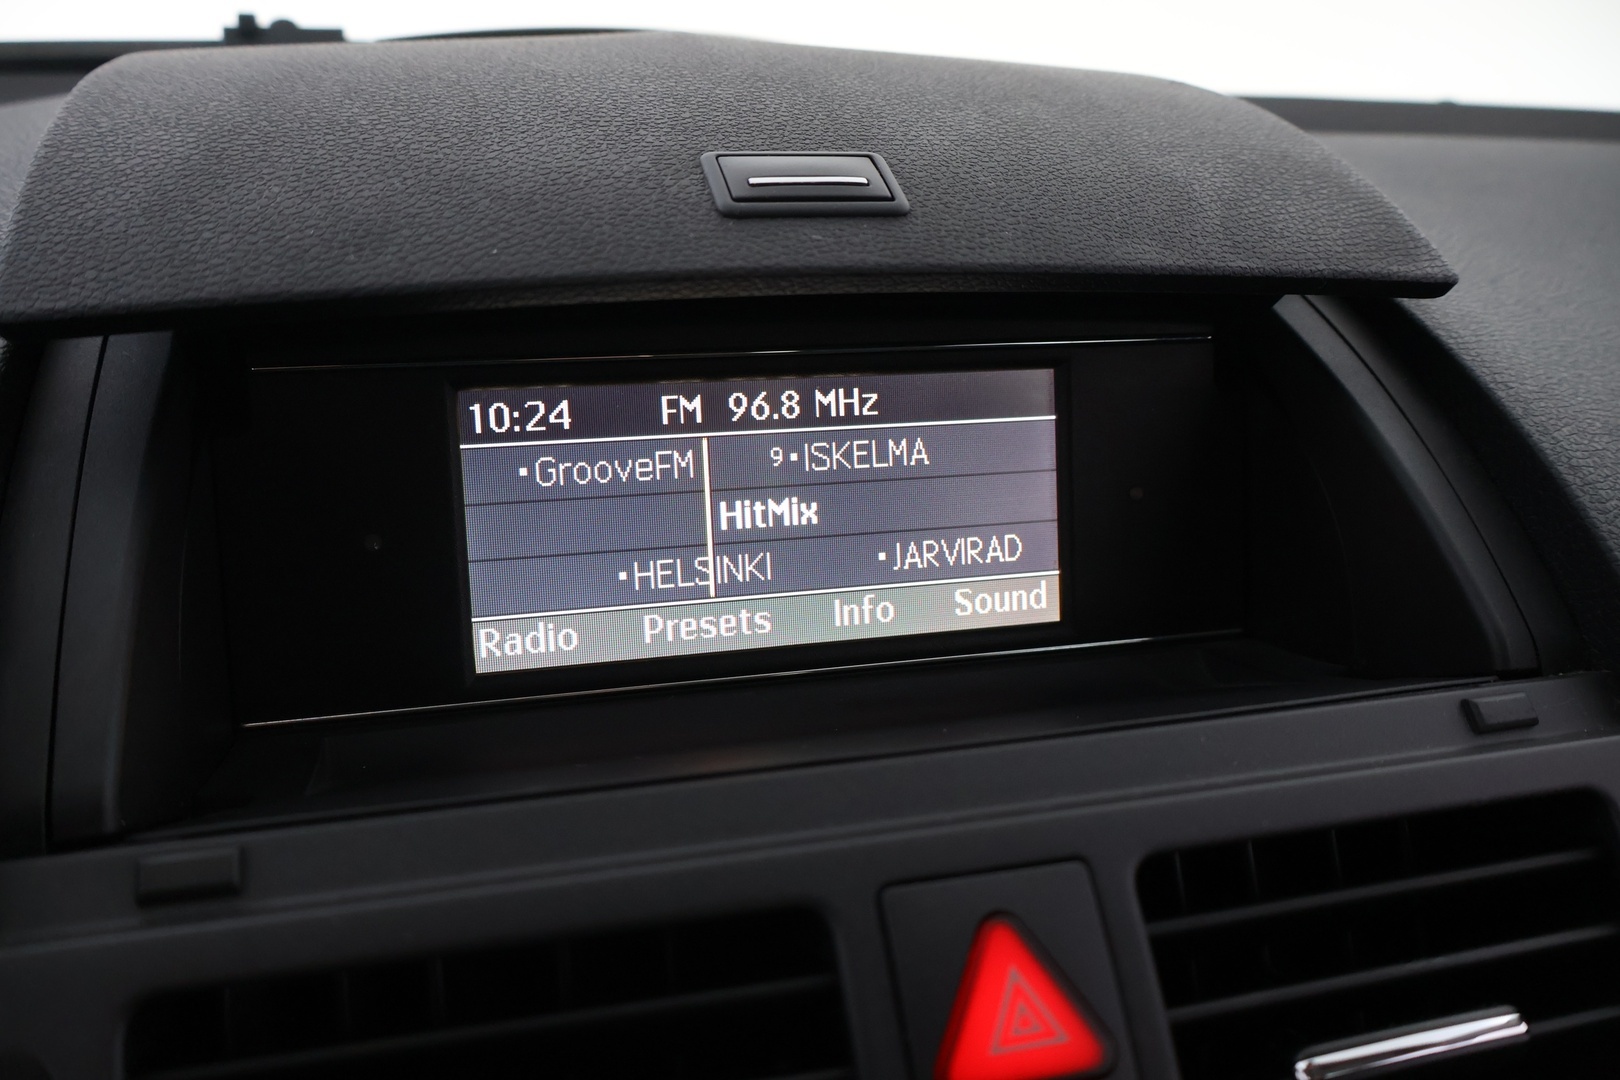 10:24 FM 96.8 MHz
▪GrooveFM 9▪ISKELMA
HitMix
▪HELSINKI ▪JARVIRAD
Radio Presets Info Sound